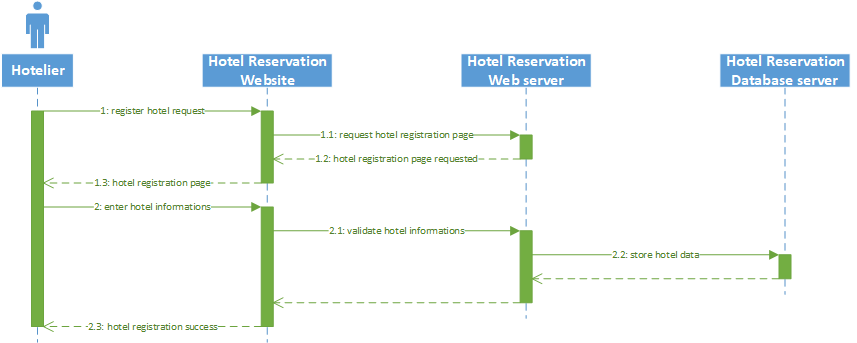 Hotelier
Hotel Reservation
Website
Hotel Reservation
Web server
Hotel Reservation
Database server
1: register hotel request
1.1: request hotel registration page
1.2: hotel registration page requested
1.3: hotel registration page
2: enter hotel informations
2.1: validate hotel informations
2.2: store hotel data
2.3: hotel registration success